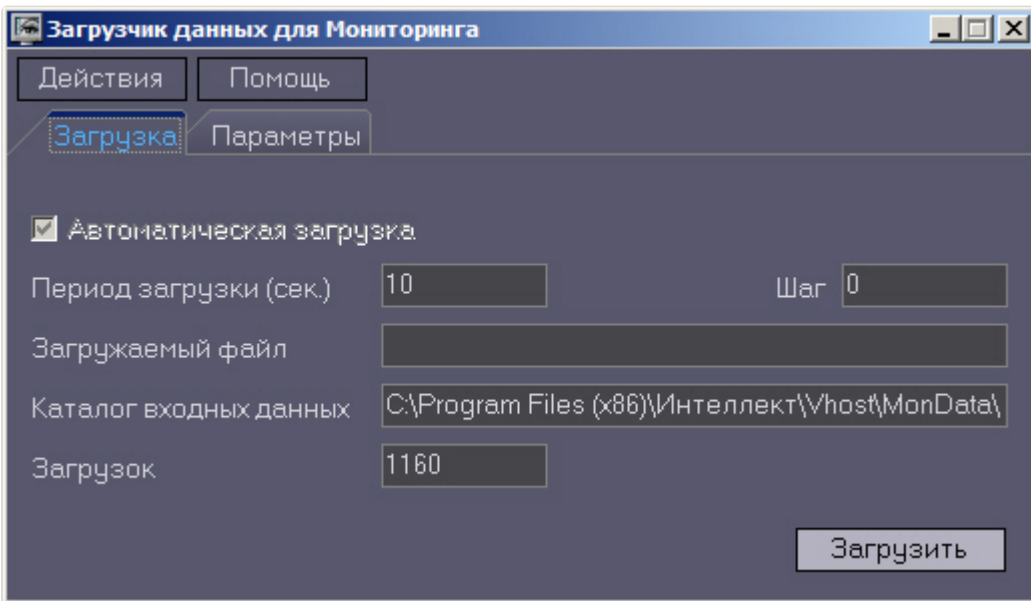 Загрузчик данных для Мониторинга
Действия Помощь
Загрузка Параметры
Автоматическая загрузка
Период загрузки (сек.) 10 Шаг 0
Загружаемый файл
Каталог входных данных C:\Program Files (x86)\Интеллект\Vhost\MonData\
Загрузок 1160
Загрузить